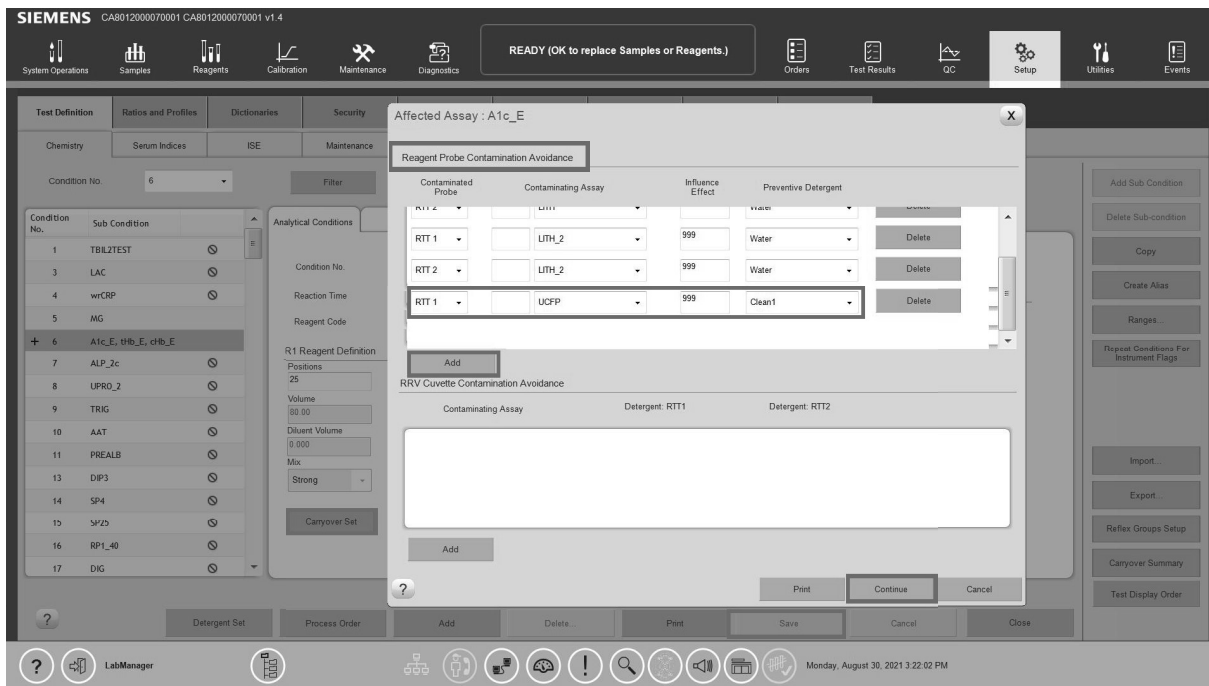 SIEMENS CA8012000070001 CA8012000070001 v1.4
System Operations Samples Reagents Calibration Maintenance Diagnostics
READY (OK to replace Samples or Reagents.)
Orders Test Results QC Setup Utilities Events
Test Definition Ratios and Profiles Dictionaries Security
Chemistry Serum Indices ISE Maintenance
Condition No. 6 Filter
Condition No. Sub Condition
1 TBIL2TEST
3 LAC
4 wrCRP
5 MG
+ 6 A1c_E, tHb_E, cHb_E
7 ALP_2c
8 UPRO_2
9 TRIG
10 AAT
11 PREALB
13 DIP3
14 SP4
15 SP25
16 RP1_40
17 DIG
Analytical Conditions
Condition No.
Reaction Time
Reagent Code
R1 Reagent Definition
Positions
25
Volume
80.00
Diluent Volume
0.000
Mix
Strong
Carryover Set
Affected Assay : A1c_E X
Reagent Probe Contamination Avoidance
Contaminated Probe Contaminating Assay Influence Effect Preventive Detergent
RTT 2 Water Delete
RTT 1 LITH_2 999 Water Delete
RTT 2 LITH_2 999 Water Delete
RTT 1 UCFP 999 Clean1 Delete
Add
RRV Cuvette Contamination Avoidance
Contaminating Assay Detergent: RTT1 Detergent: RTT2
Add
? Print Continue Cancel
Add Sub Condition
Delete Sub-condition
Copy
Create Alias
Ranges...
Repeat Conditions For
Instrument Flags
Import...
Export...
Reflex Groups Setup
Carryover Summary
Test Display Order
? Detergent Set Process Order Add Delete... Print Save Cancel Close
? LabManager ! Monday, August 30, 2021 3:22:02 PM